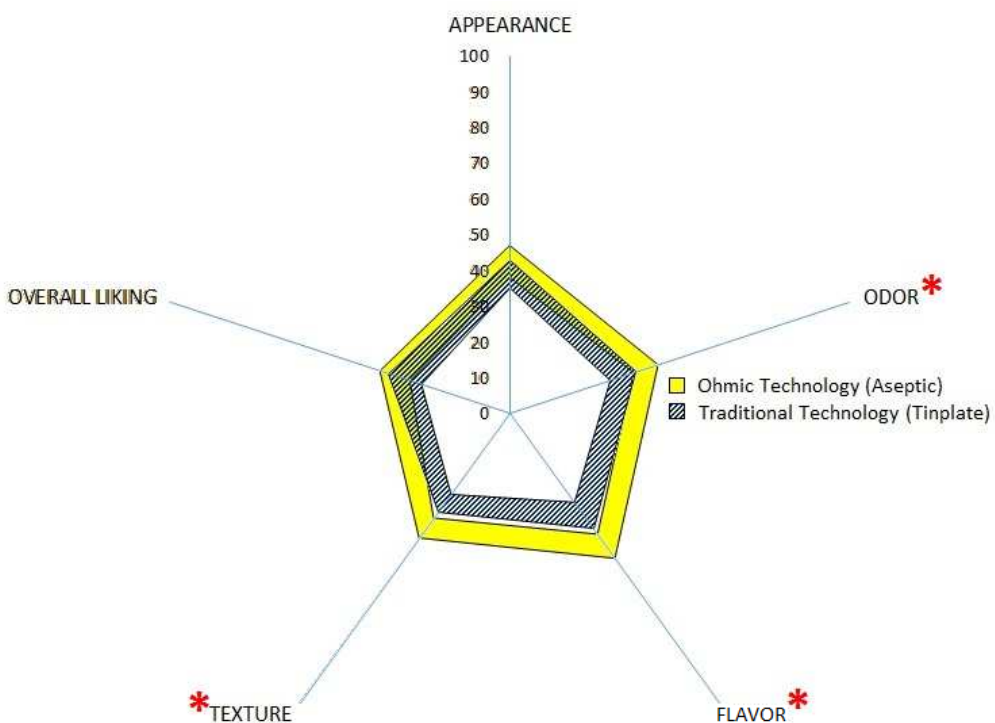 APPEARANCE
100
90
80
70
60
50
40
30
20
10
0
OVERALL LIKING
ODOR *
Ohmic Technology (Aseptic)
Traditional Technology (Tinplate)
* TEXTURE
FLAVOR *